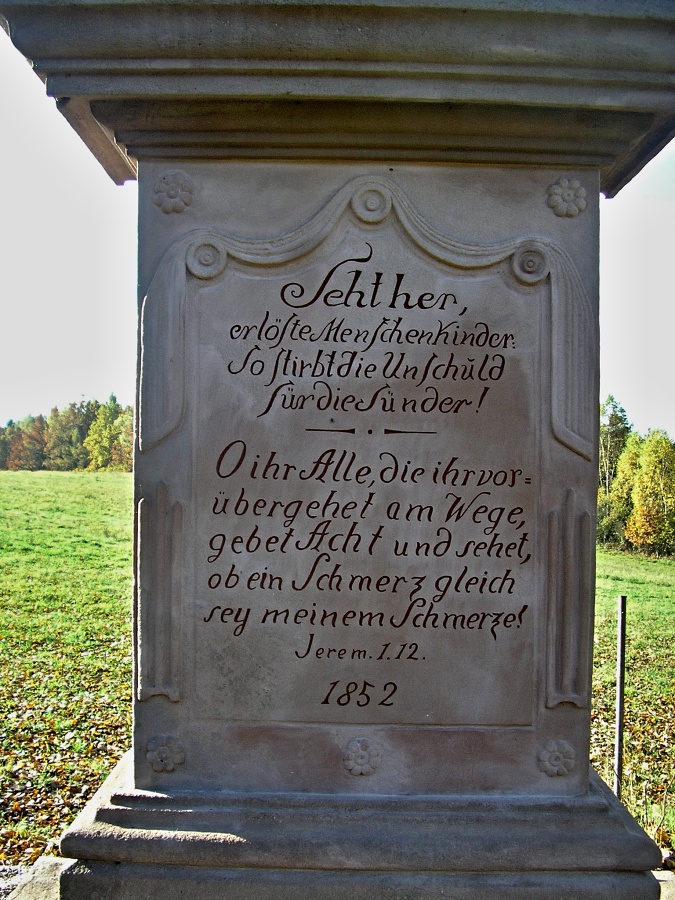 Seht her,
erlöſte Menſchenkinder:
So ſtirbt die Unſchŭld
für die Sünder!
O ihr Alle, die ihr vor=
übergehet am Wege,
gebet Acht und sehet,
ob ein Schmerz gleich
sey meinem Schmerze!
Jerem. 1.12.
1852